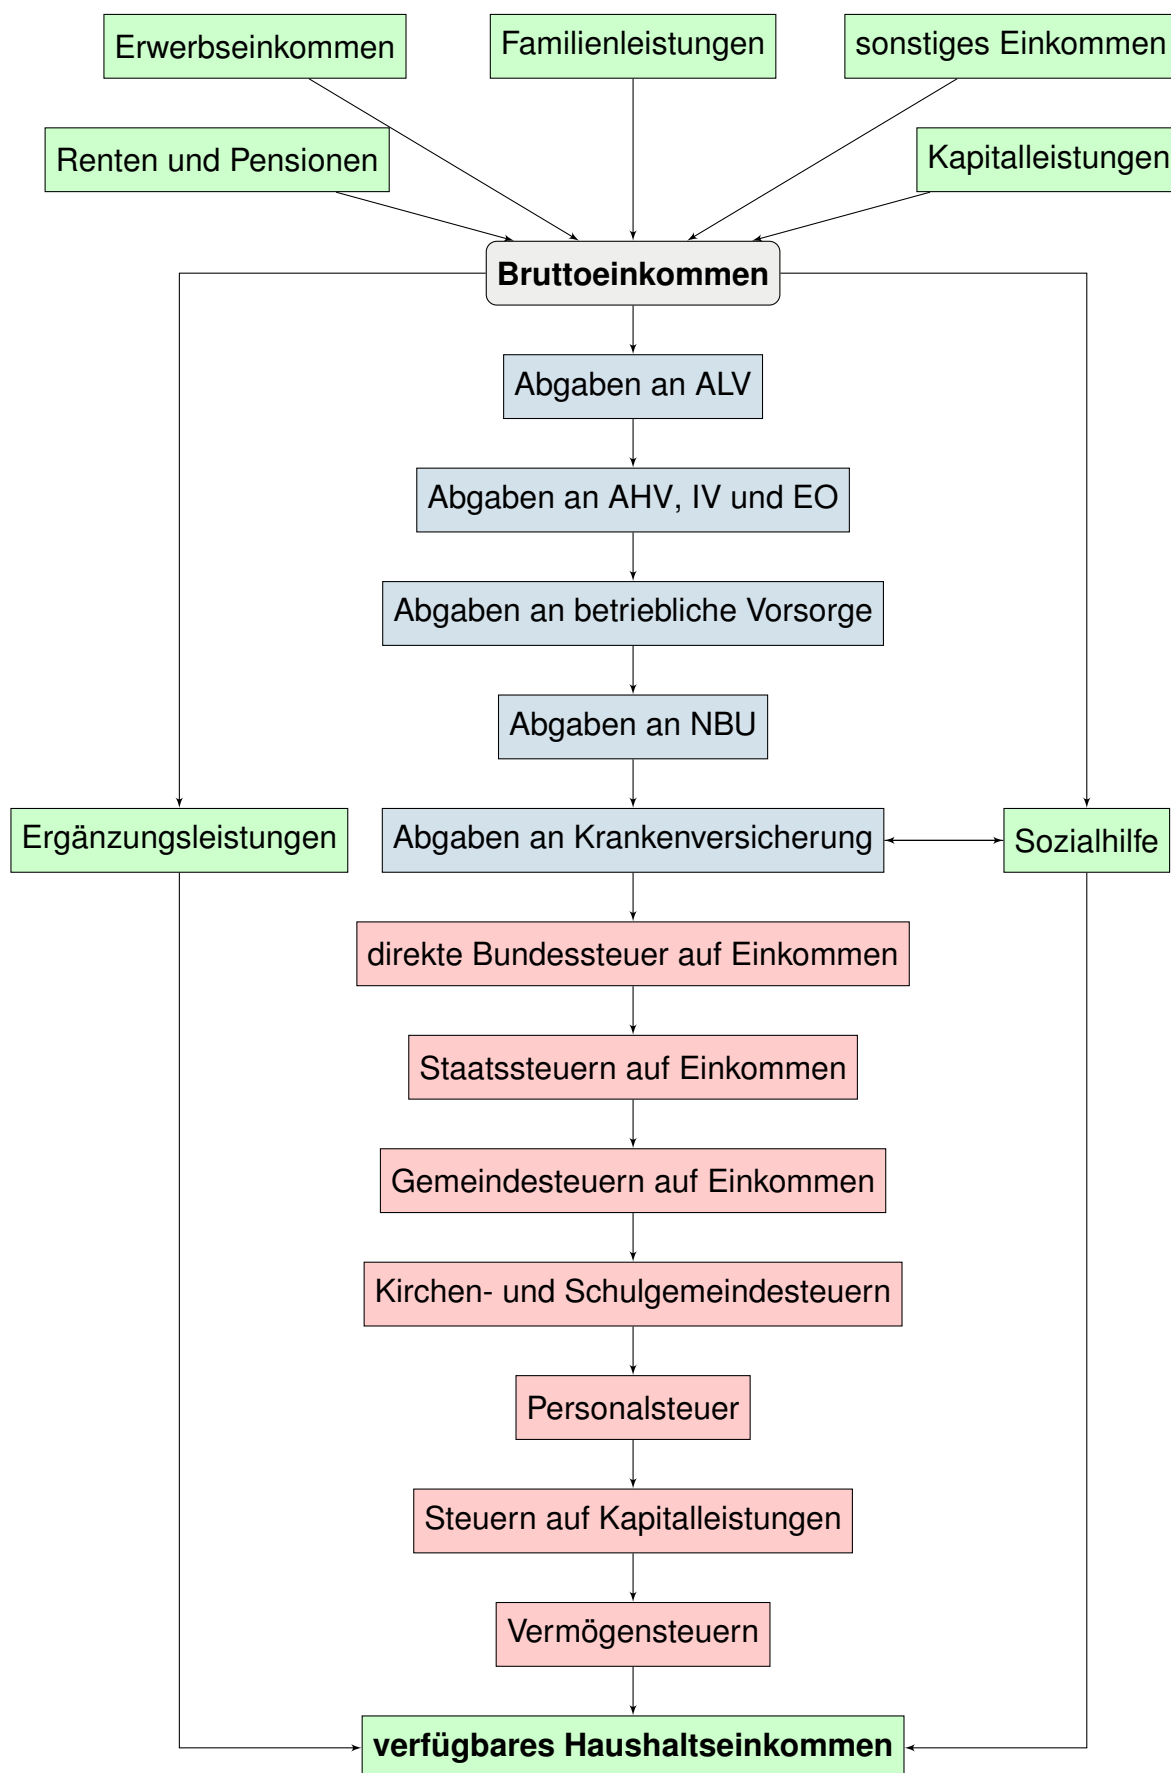 Erwerbseinkommen
Familienleistungen
sonstiges Einkommen
Renten und Pensionen
Kapitalleistungen
Bruttoeinkommen
Abgaben an ALV
Abgaben an AHV, IV und EO
Abgaben an betriebliche Vorsorge
Abgaben an NBU
Ergänzungsleistungen
Abgaben an Krankenversicherung
Sozialhilfe
direkte Bundessteuer auf Einkommen
Staatssteuern auf Einkommen
Gemeindesteuern auf Einkommen
Kirchen- und Schulgemeindesteuern
Personalsteuer
Steuern auf Kapitalleistungen
Vermögensteuern
verfügbares Haushaltseinkommen